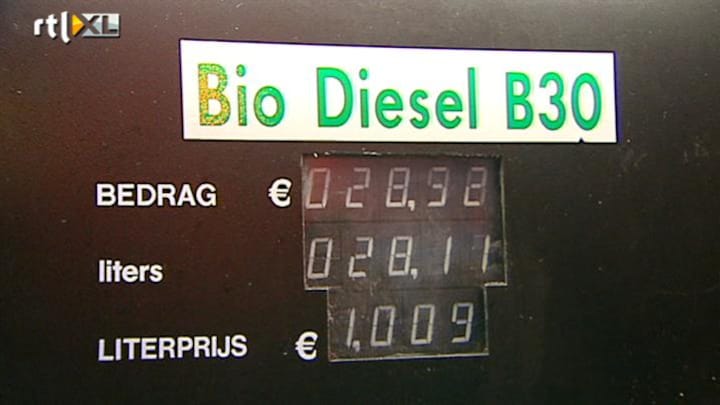 rtl XL
Bio Diesel B30
BEDRAG € 028,98
liters 028,11
LITERPRIJS € 1,009